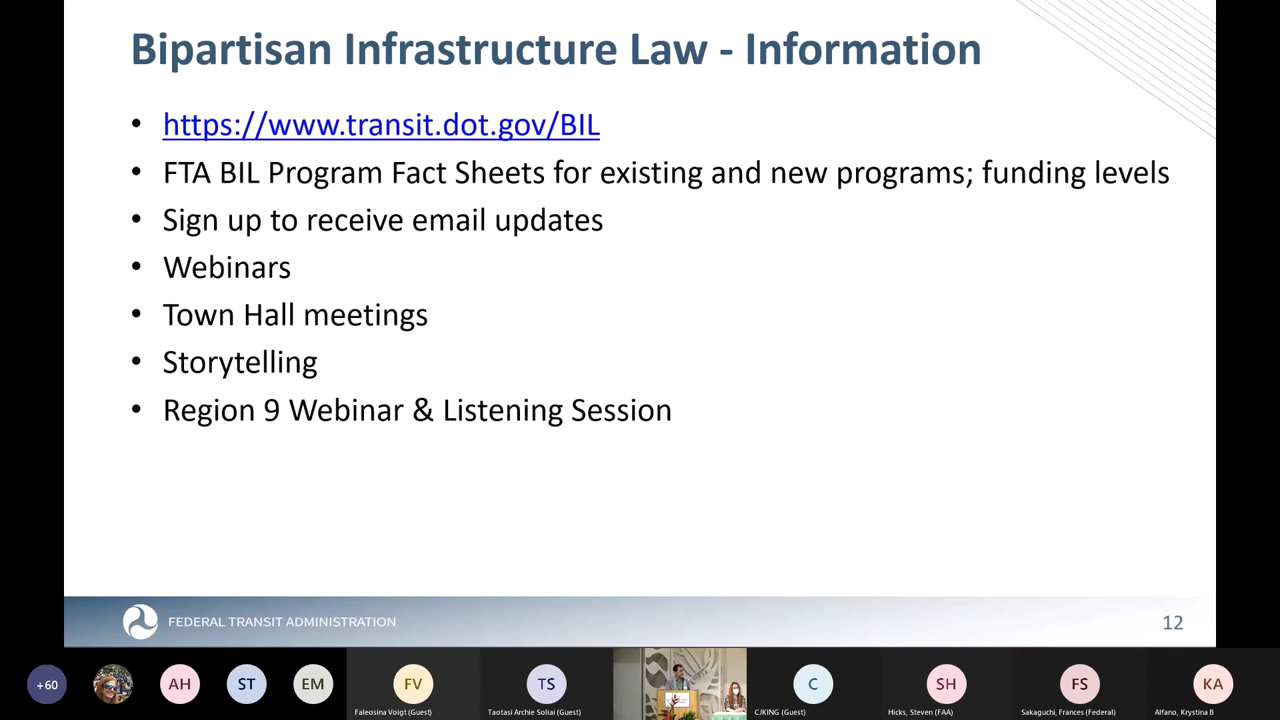 Bipartisan Infrastructure Law - Information
• https://www.transit.dot.gov/BIL
• FTA BIL Program Fact Sheets for existing and new programs; funding levels
• Sign up to receive email updates
• Webinars
• Town Hall meetings
• Storytelling
• Region 9 Webinar & Listening Session
FEDERAL TRANSIT ADMINISTRATION
12
+60
AH
ST
EM
FV
Faleosina Voigt (Guest)
TS
Taotasi Archie Soliai (Guest)
C
CJKING (Guest)
SH
Hicks, Steven (FAA)
FS
Sakaguchi, Frances (Federal)
KA
Alfano, Krystina B